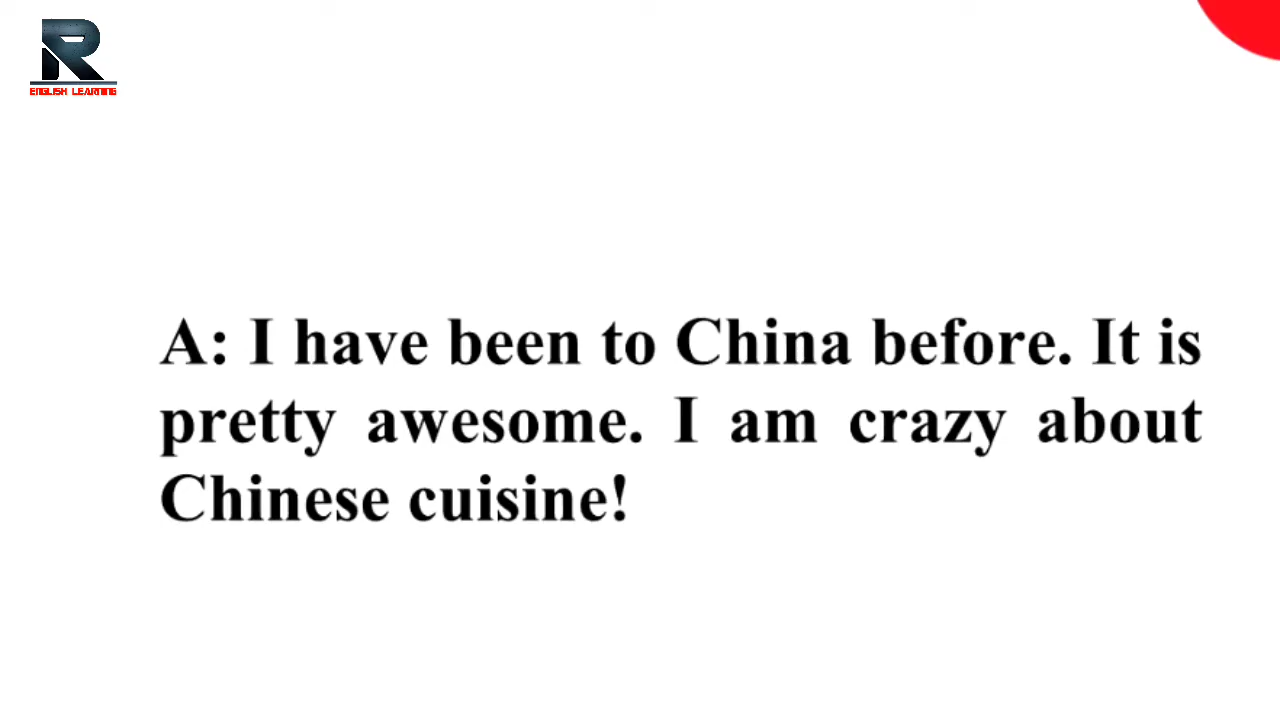 R
ENGLISH LEARNING
A: I have been to China before. It is
pretty awesome. I am crazy about
Chinese cuisine!